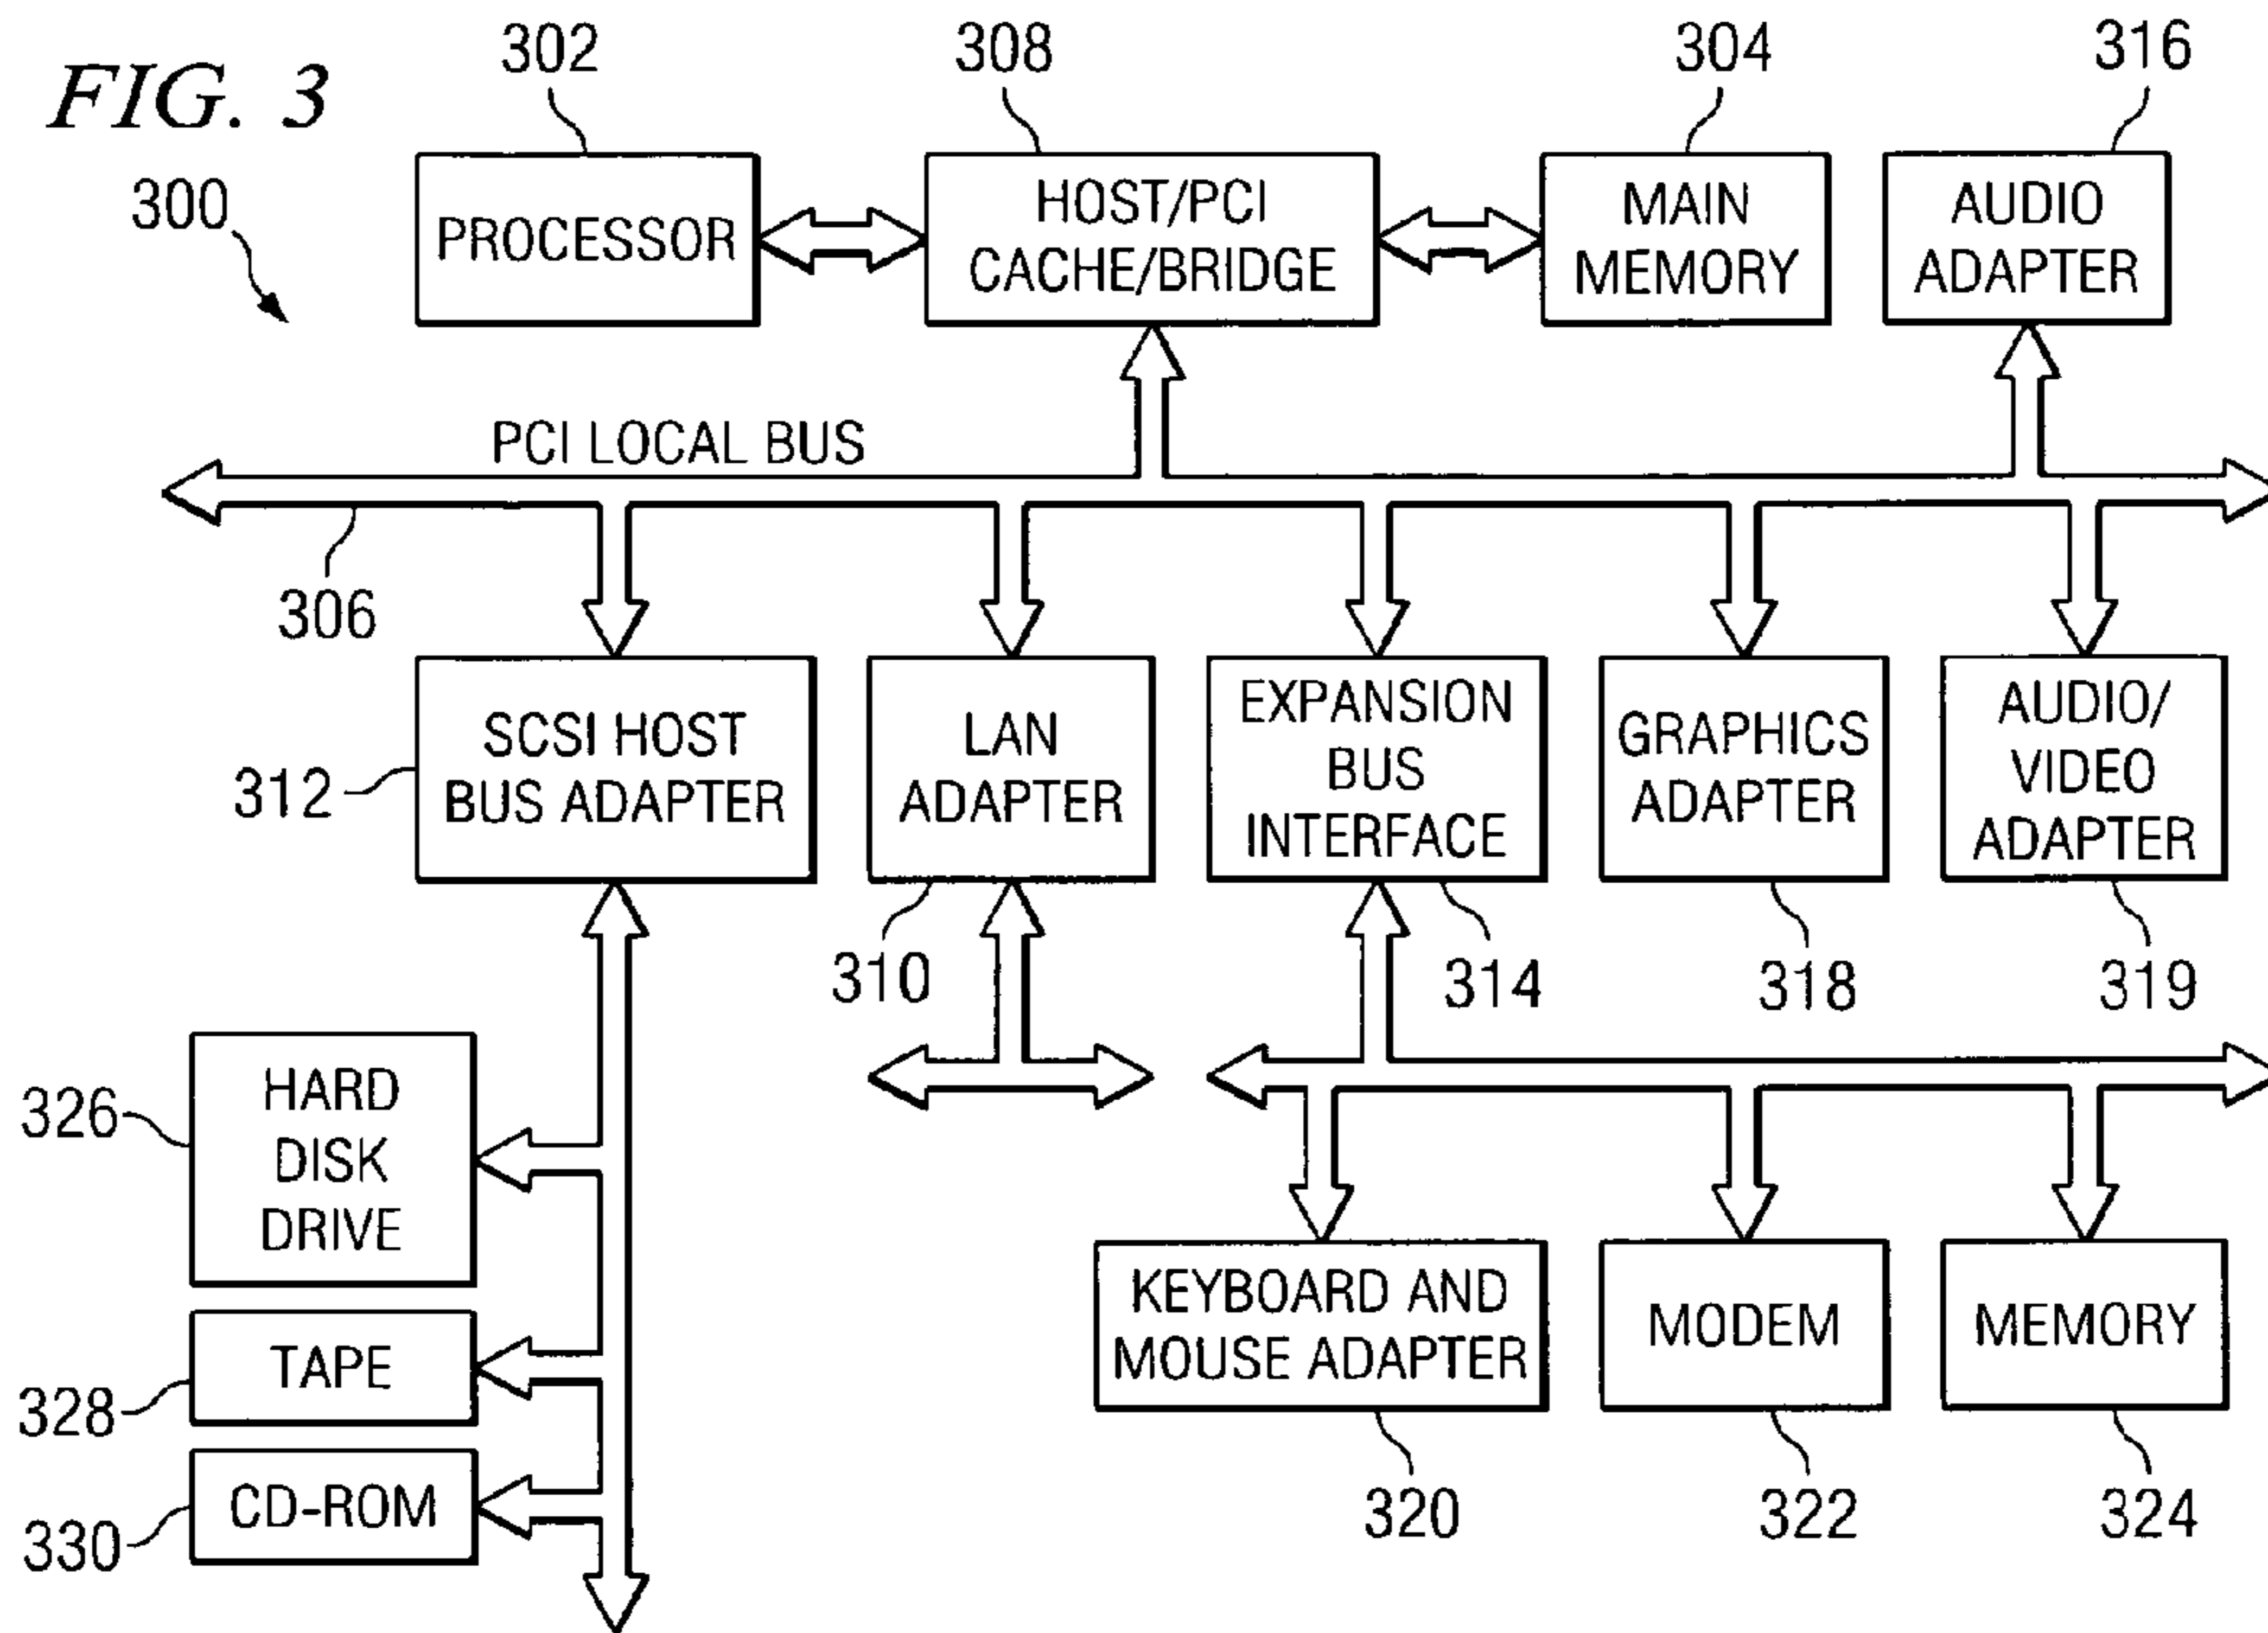 FIG. 3
302
308
304
316
300
PROCESSOR
HOST/PCI
CACHE/BRIDGE
MAIN
MEMORY
AUDIO
ADAPTER
PCI LOCAL BUS
306
312
SCSI HOST
BUS ADAPTER
LAN
ADAPTER
EXPANSION
BUS
INTERFACE
GRAPHICS
ADAPTER
AUDIO/
VIDEO
ADAPTER
310
314
318
319
326
HARD
DISK
DRIVE
328
TAPE
330
CD-ROM
KEYBOARD AND
MOUSE ADAPTER
MODEM
MEMORY
320
322
324